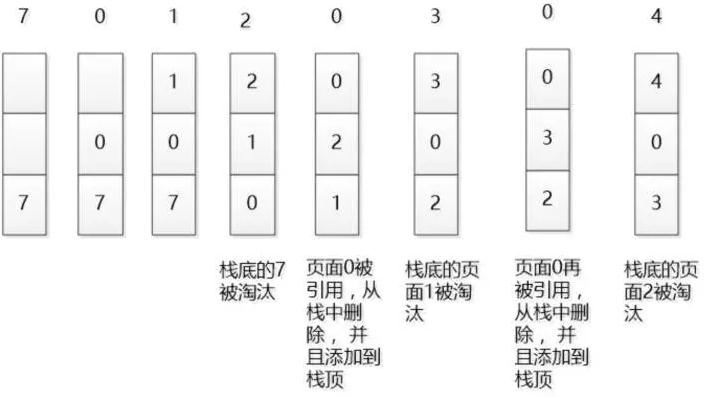 7 0 1 2 0 3 0 4
1 2 0 3 0 4
0 0 1 2 0 3 0
7 7 7 0 1 2 2 3
栈底的7
被淘汰
页面0被
引用，从
栈中删
除，并
且添加到
栈顶
栈底的页
面1被淘
汰
页面0再
被引用，
从栈中删
除，并
且添加到
栈顶
栈底的页
面2被淘
汰